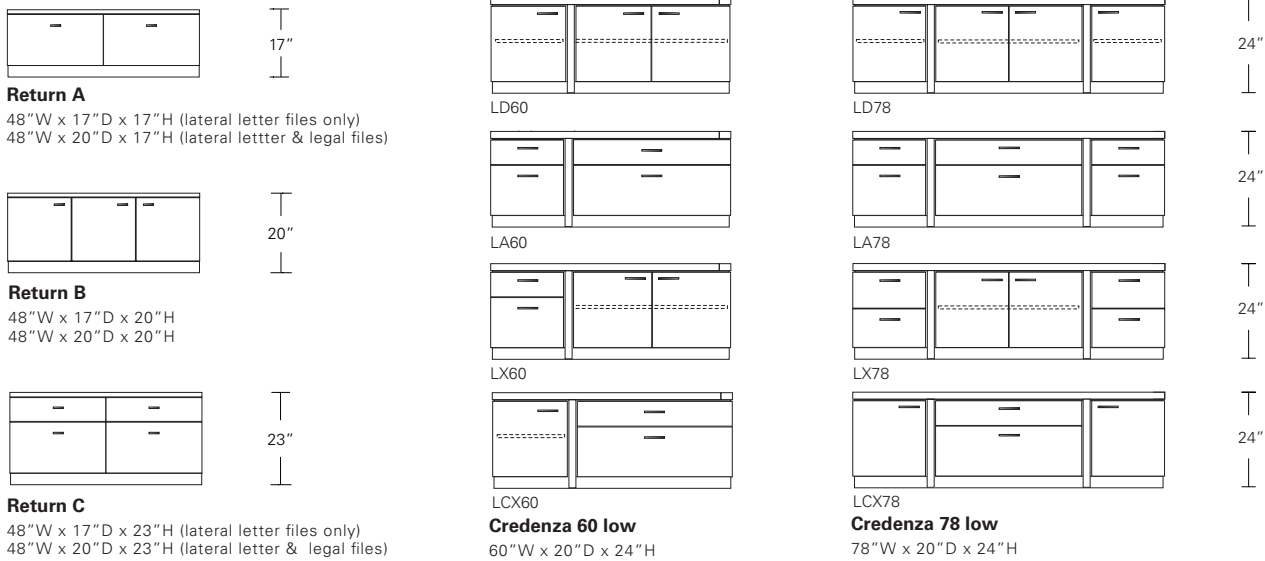 17”
Return A
48”W x 17”D x 17”H (lateral letter files only)
48”W x 20”D x 17”H (lateral lettter & legal files)
20”
Return B
48”W x 17”D x 20”H
48”W x 20”D x 20”H
23”
Return C
48”W x 17”D x 23”H (lateral letter files only)
48”W x 20”D x 23”H (lateral letter &  legal files)
LD60
LA60
LX60
LCX60
Credenza 60 low
60”W x 20”D x 24”H
24”
LD78
24”
LA78
24”
LX78
24”
LCX78
Credenza 78 low
78”W x 20”D x 24”H